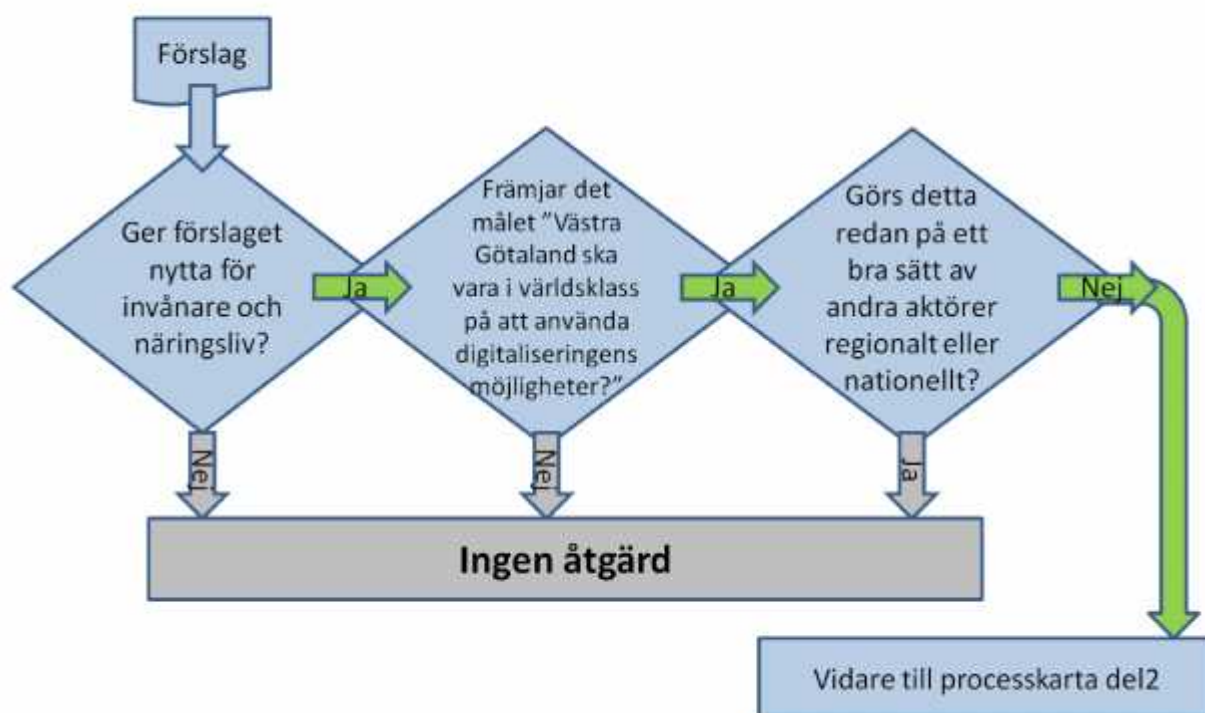 Förslag
Ger förslaget
nytta för
invånare och
näringsliv?
Ja
Nej
Främjar det
målet ”Västra
Götaland ska
vara i världsklass
på att använda
digitaliseringens
möjligheter?”
Ja
Nej
Görs detta
redan på ett
bra sätt av
andra aktörer
regionalt eller
nationellt?
Nej
Ja
Ingen åtgärd
Vidare till processkarta del2